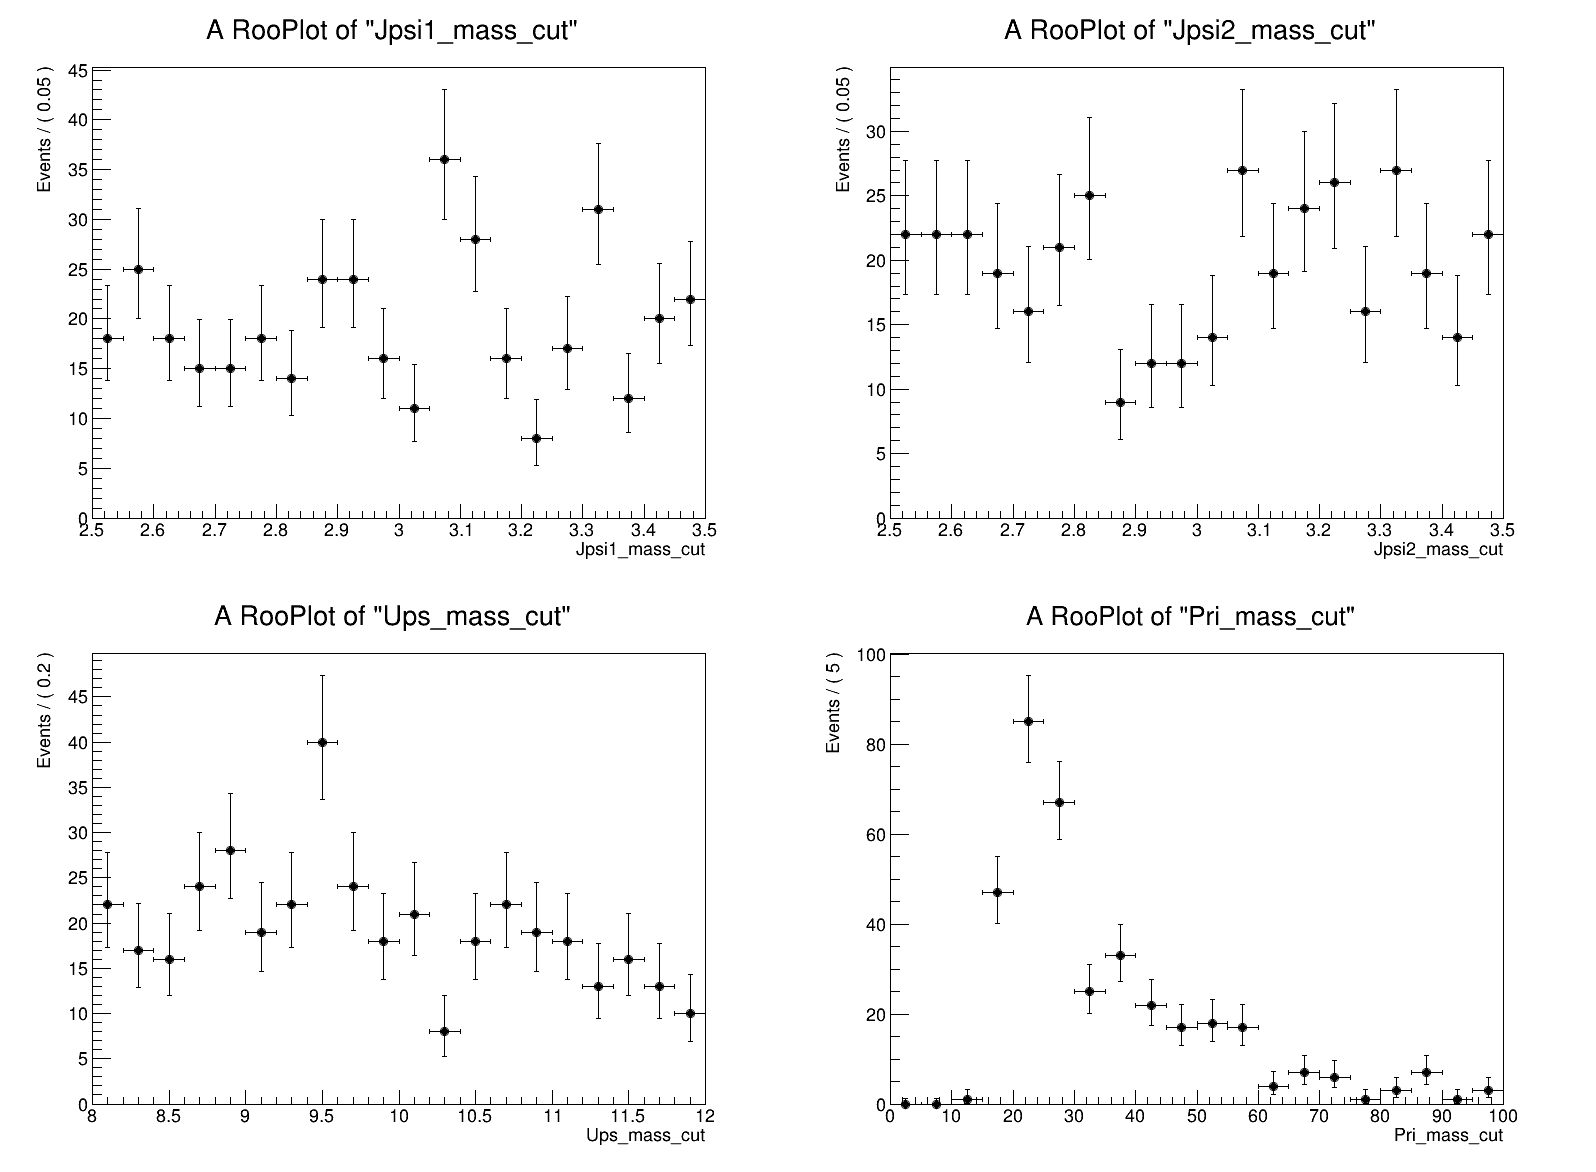 A RooPlot of "Jpsi1_mass_cut"
Events / ( 0.05 )
45
40
35
30
25
20
15
10
5
0
2.5 2.6 2.7 2.8 2.9 3 3.1 3.2 3.3 3.4 3.5
Jpsi1_mass_cut
A RooPlot of "Jpsi2_mass_cut"
Events / ( 0.05 )
30
25
20
15
10
5
0
2.5 2.6 2.7 2.8 2.9 3 3.1 3.2 3.3 3.4 3.5
Jpsi2_mass_cut
A RooPlot of "Ups_mass_cut"
Events / ( 0.2 )
45
40
35
30
25
20
15
10
5
0
8 8.5 9 9.5 10 10.5 11 11.5 12
Ups_mass_cut
A RooPlot of "Pri_mass_cut"
Events / ( 5 )
100
80
60
40
20
0
0 10 20 30 40 50 60 70 80 90 100
Pri_mass_cut